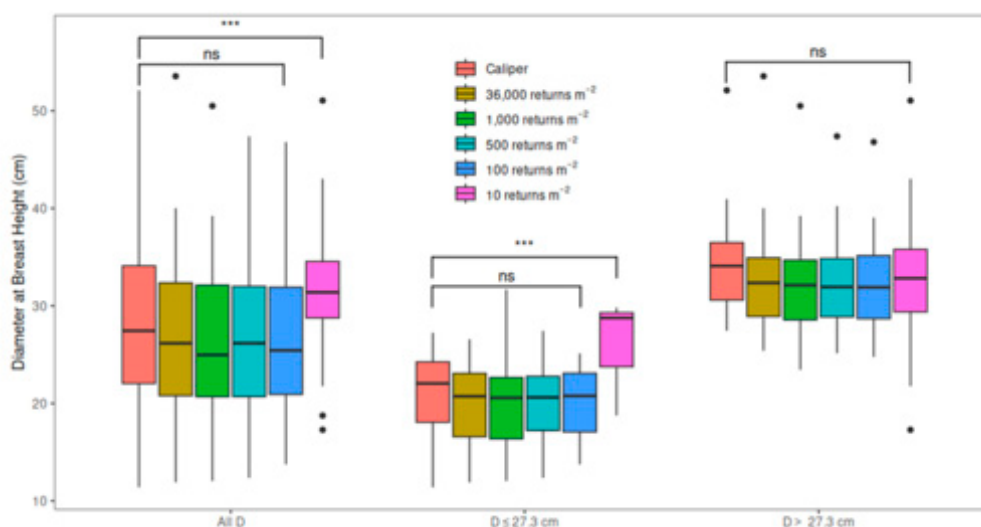 ***
ns
Caliper
36,000 returns m⁻²
1,000 returns m⁻²
500 returns m⁻²
100 returns m⁻²
10 returns m⁻²
***
ns
ns
Diameter at Breast Height (cm)
50
40
30
20
10
All D
D ≤ 27.3 cm
D > 27.3 cm